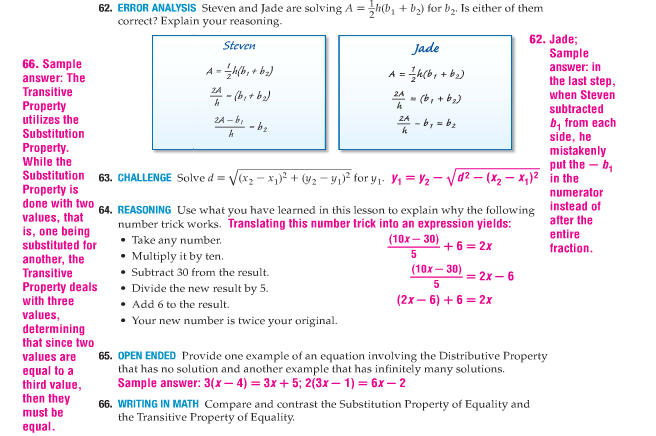 62. ERROR ANALYSIS Steven and Jade are solving A = 1/2 h(b₁ + b₂) for b₂. Is either of them
correct? Explain your reasoning.
Steven
A = 1/2 h(b₁ + b₂)
2A/h = (b₁ + b₂)
2A – b₁/h = b₂
Jade
A = 1/2 h(b₁ + b₂)
2A/h = (b₁ + b₂)
2A/h – b₁ = b₂
62. Jade;
Sample
answer: in
the last step,
when Steven
subtracted
b₁ from each
side, he
mistakenly
put the – b₁
in the
numerator
instead of
after the
entire
fraction.
66. Sample
answer: The
Transitive
Property
utilizes the
Substitution
Property.
While the
Substitution
Property is
done with two
values, that
is, one being
substituted for
another, the
Transitive
Property deals
with three
values,
determining
that since two
values are
equal to a
third value,
then they
must be
equal.
63. CHALLENGE Solve d = √(x₂ – x₁)² + (y₂ – y₁)² for y₁. y₁ = y₂ – √d² – (x₂ – x₁)²
64. REASONING Use what you have learned in this lesson to explain why the following
number trick works. Translating this number trick into an expression yields:
• Take any number.
• Multiply it by ten.
• Subtract 30 from the result.
• Divide the new result by 5.
• Add 6 to the result.
• Your new number is twice your original.
(10x – 30)/5 + 6 = 2x
(10x – 30)/5 = 2x – 6
(2x – 6) + 6 = 2x
65. OPEN ENDED Provide one example of an equation involving the Distributive Property
that has no solution and another example that has infinitely many solutions.
Sample answer: 3(x – 4) = 3x + 5; 2(3x – 1) = 6x – 2
66. WRITING IN MATH Compare and contrast the Substitution Property of Equality and
the Transitive Property of Equality.